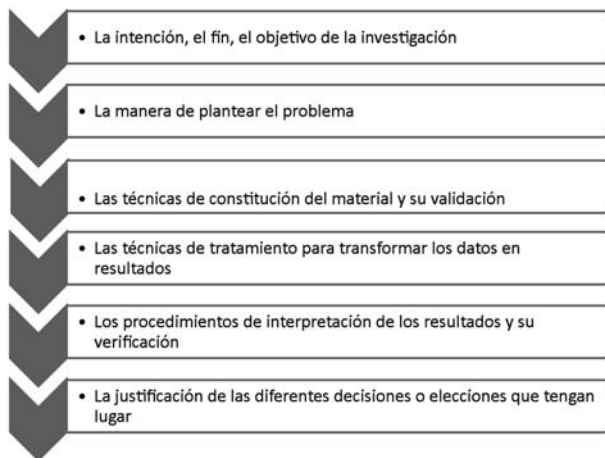 • La intención, el fin, el objetivo de la investigación
• La manera de plantear el problema
• Las técnicas de constitución del material y su validación
• Las técnicas de tratamiento para transformar los datos en
resultados
• Los procedimientos de interpretación de los resultados y su
verificación
• La justificación de las diferentes decisiones o elecciones que tengan
lugar